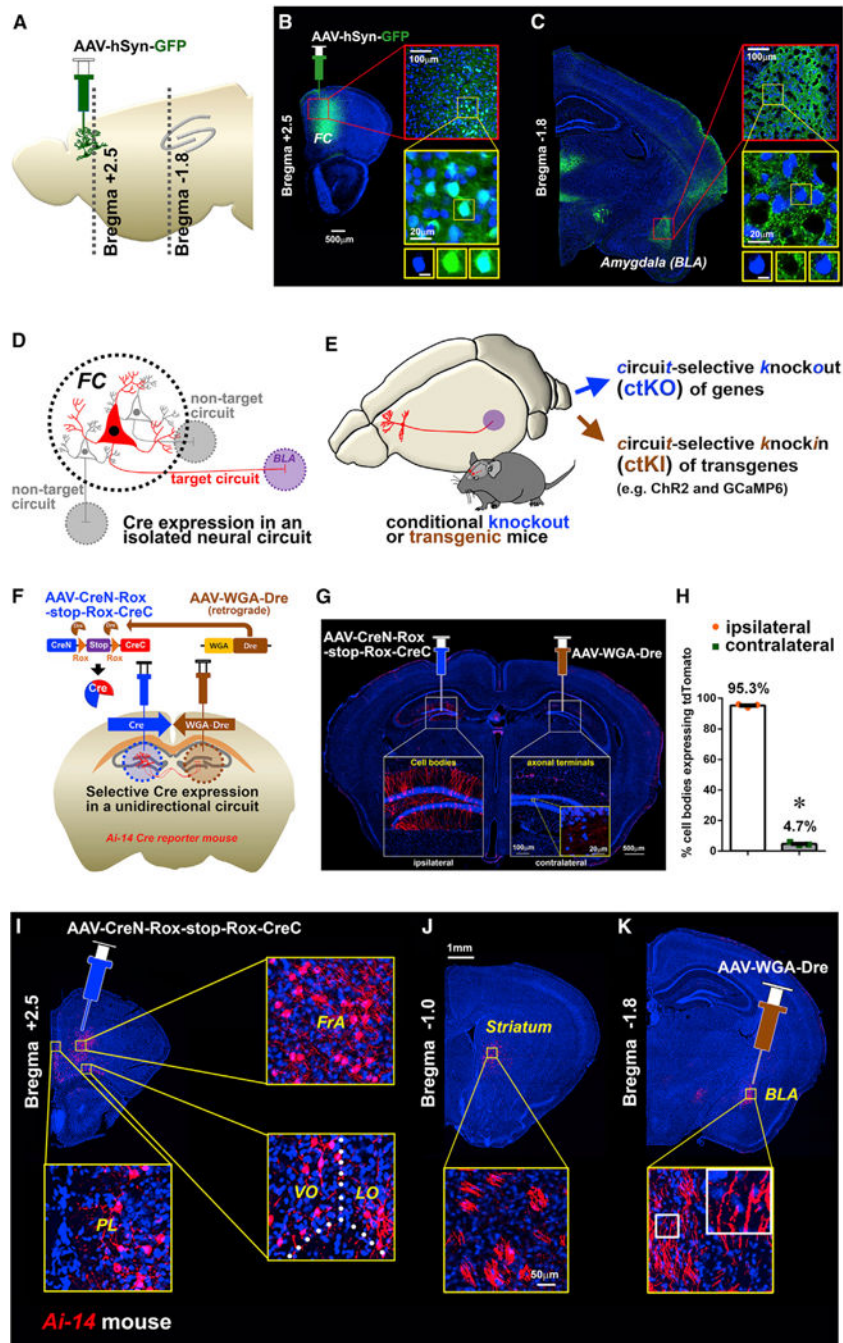 A
AAV-hSyn-GFP
Bregma +2.5
Bregma -1.8
B
AAV-hSyn-GFP
Bregma +2.5
FC
500μm
100μm
20μm
C
Bregma -1.8
Amygdala (BLA)
100μm
20μm
D
FC
non-target
circuit
BLA
target circuit
non-target
circuit
Cre expression in an
isolated neural circuit
E
conditional knockout
or transgenic mice
circuit-selective knockout
(ctKO) of genes
circuit-selective knockin
(ctKI) of transgenes
(e.g. ChR2 and GCaMP6)
F
AAV-CreN-Rox
-stop-Rox-CreC
AAV-WGA-Dre
(retrograde)
Dre
Dre
CreN
Stop
CreC
Rox
Rox
WGA
Dre
Cre
Cre
WGA-Dre
Selective Cre expression
in a unidirectional circuit
Ai-14 Cre reporter mouse
G
AAV-CreN-Rox
-stop-Rox-CreC
AAV-WGA-Dre
Cell bodies
axonal terminals
ipsilateral
contralateral
100μm
20μm
500μm
H
ipsilateral
contralateral
% cell bodies expressing tdTomato
100
80
60
40
20
0
95.3%
*
4.7%
I
AAV-CreN-Rox-stop-Rox-CreC
Bregma +2.5
FrA
VO
LO
PL
Ai-14 mouse
J
1mm
Bregma -1.0
Striatum
50μm
K
AAV-WGA-Dre
Bregma -1.8
BLA